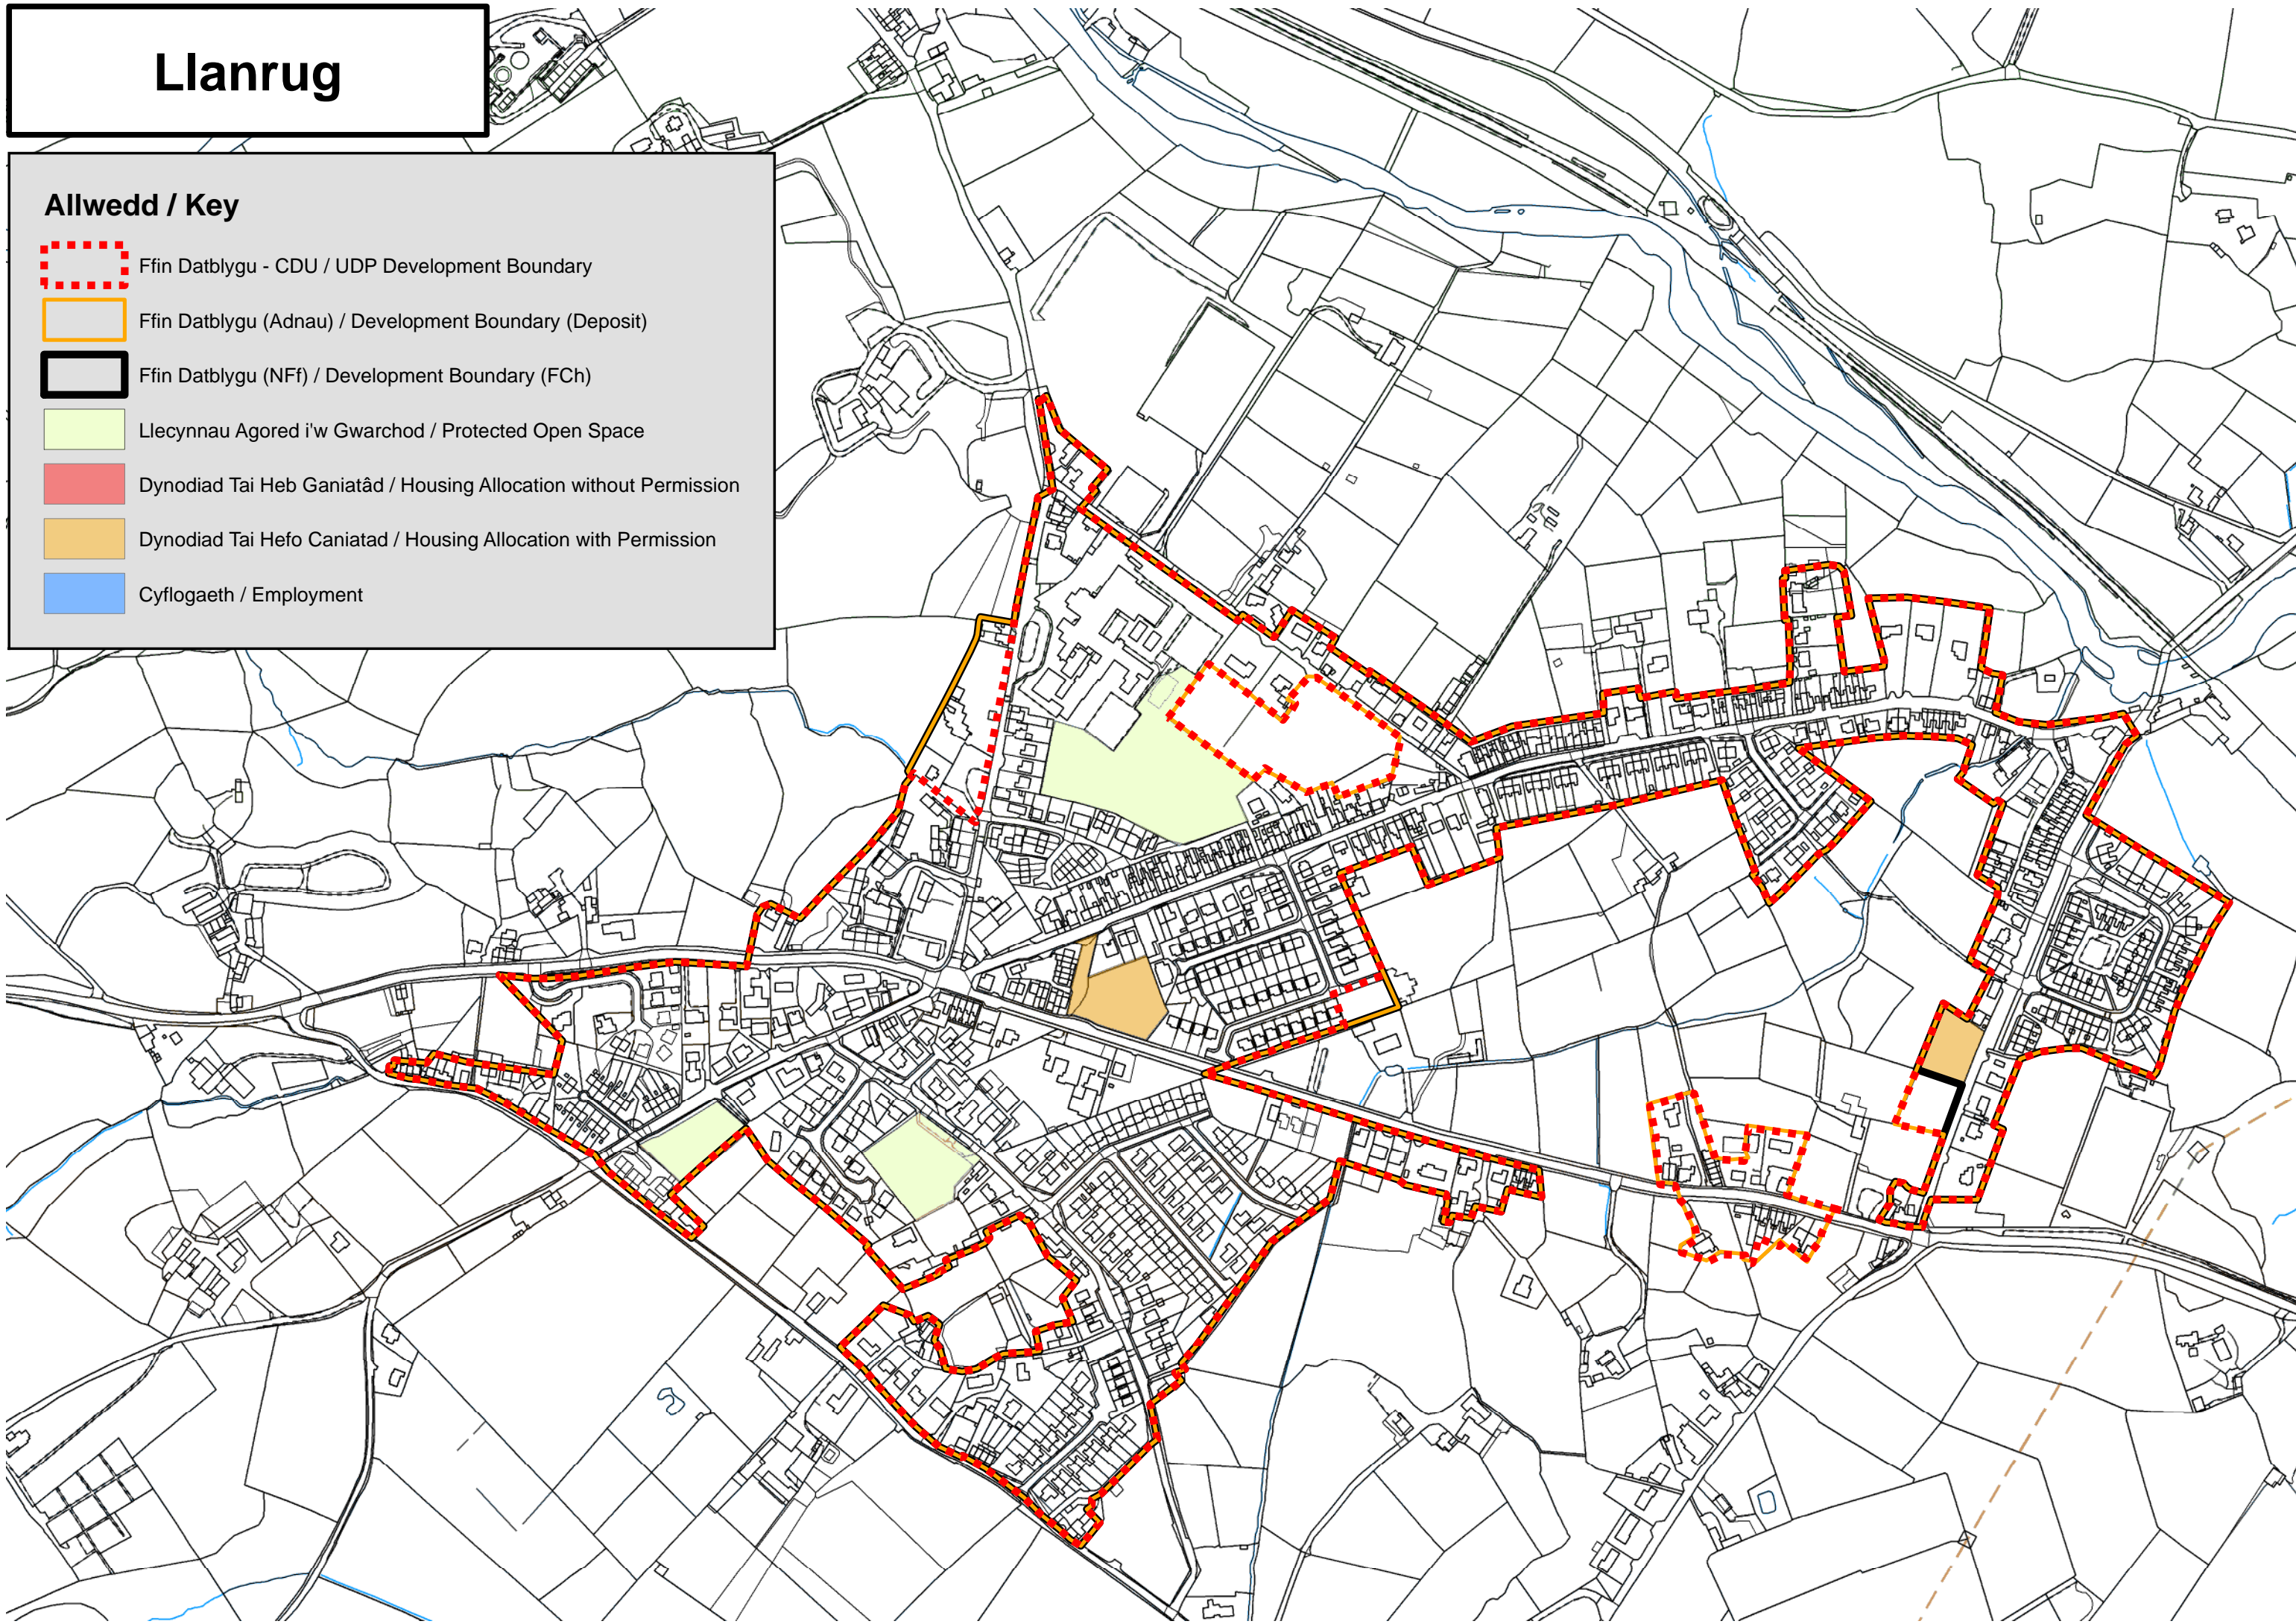 Llanrug
Allwedd / Key
Ffin Datblygu - CDU / UDP Development Boundary
Ffin Datblygu (Adnau) / Development Boundary (Deposit)
Ffin Datblygu (NFf) / Development Boundary (FCh)
Llecynnau Agored i'w Gwarchod / Protected Open Space
Dynodiad Tai Heb Ganiatâd / Housing Allocation without Permission
Dynodiad Tai Hefo Caniatad / Housing Allocation with Permission
Cyflogaeth / Employment